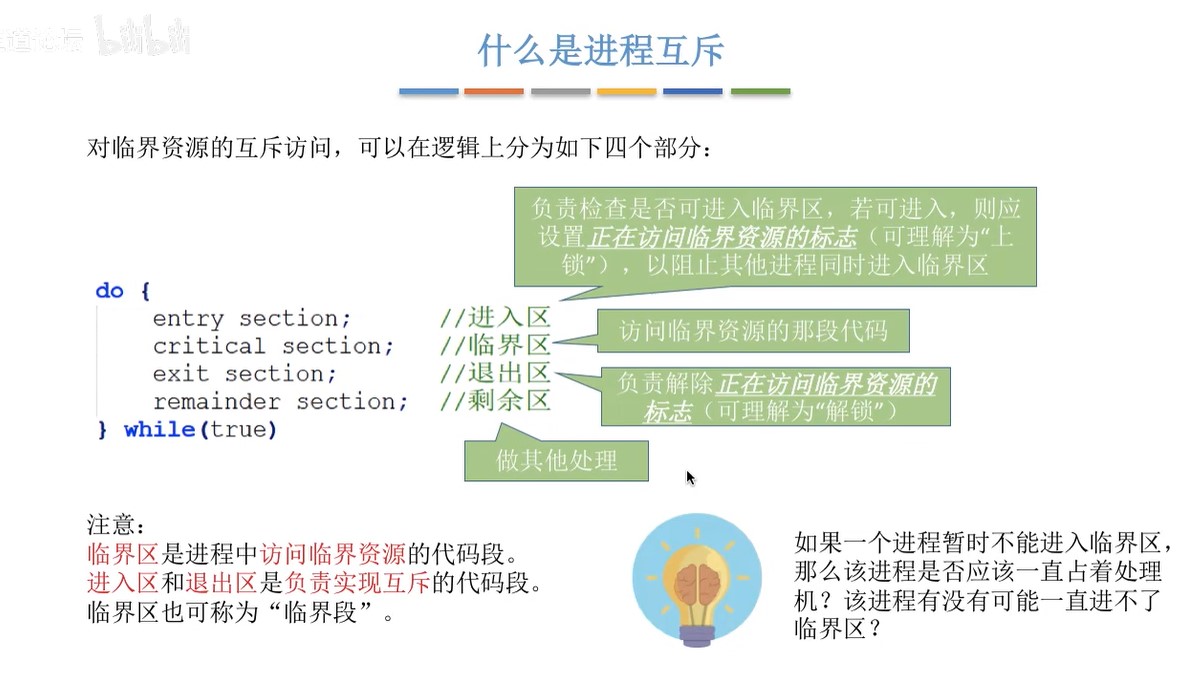 bilibili
什么是进程互斥
对临界资源的互斥访问，可以在逻辑上分为如下四个部分：
负责检查是否可进入临界区，若可进入，则应
设置正在访问临界资源的标志（可理解为“上
锁”），以阻止其他进程同时进入临界区
do {
entry section; //进入区
critical section; //临界区
exit section; //退出区
remainder section; //剩余区
} while(true)
访问临界资源的那段代码
负责解除正在访问临界资源的
标志（可理解为“解锁”）
做其他处理
注意：
临界区是进程中访问临界资源的代码段。
进入区和退出区是负责实现互斥的代码段。
临界区也可称为“临界段”。
如果一个进程暂时不能进入临界区，
那么该进程是否应该一直占着处理
机？该进程有没有可能一直进不了
临界区？